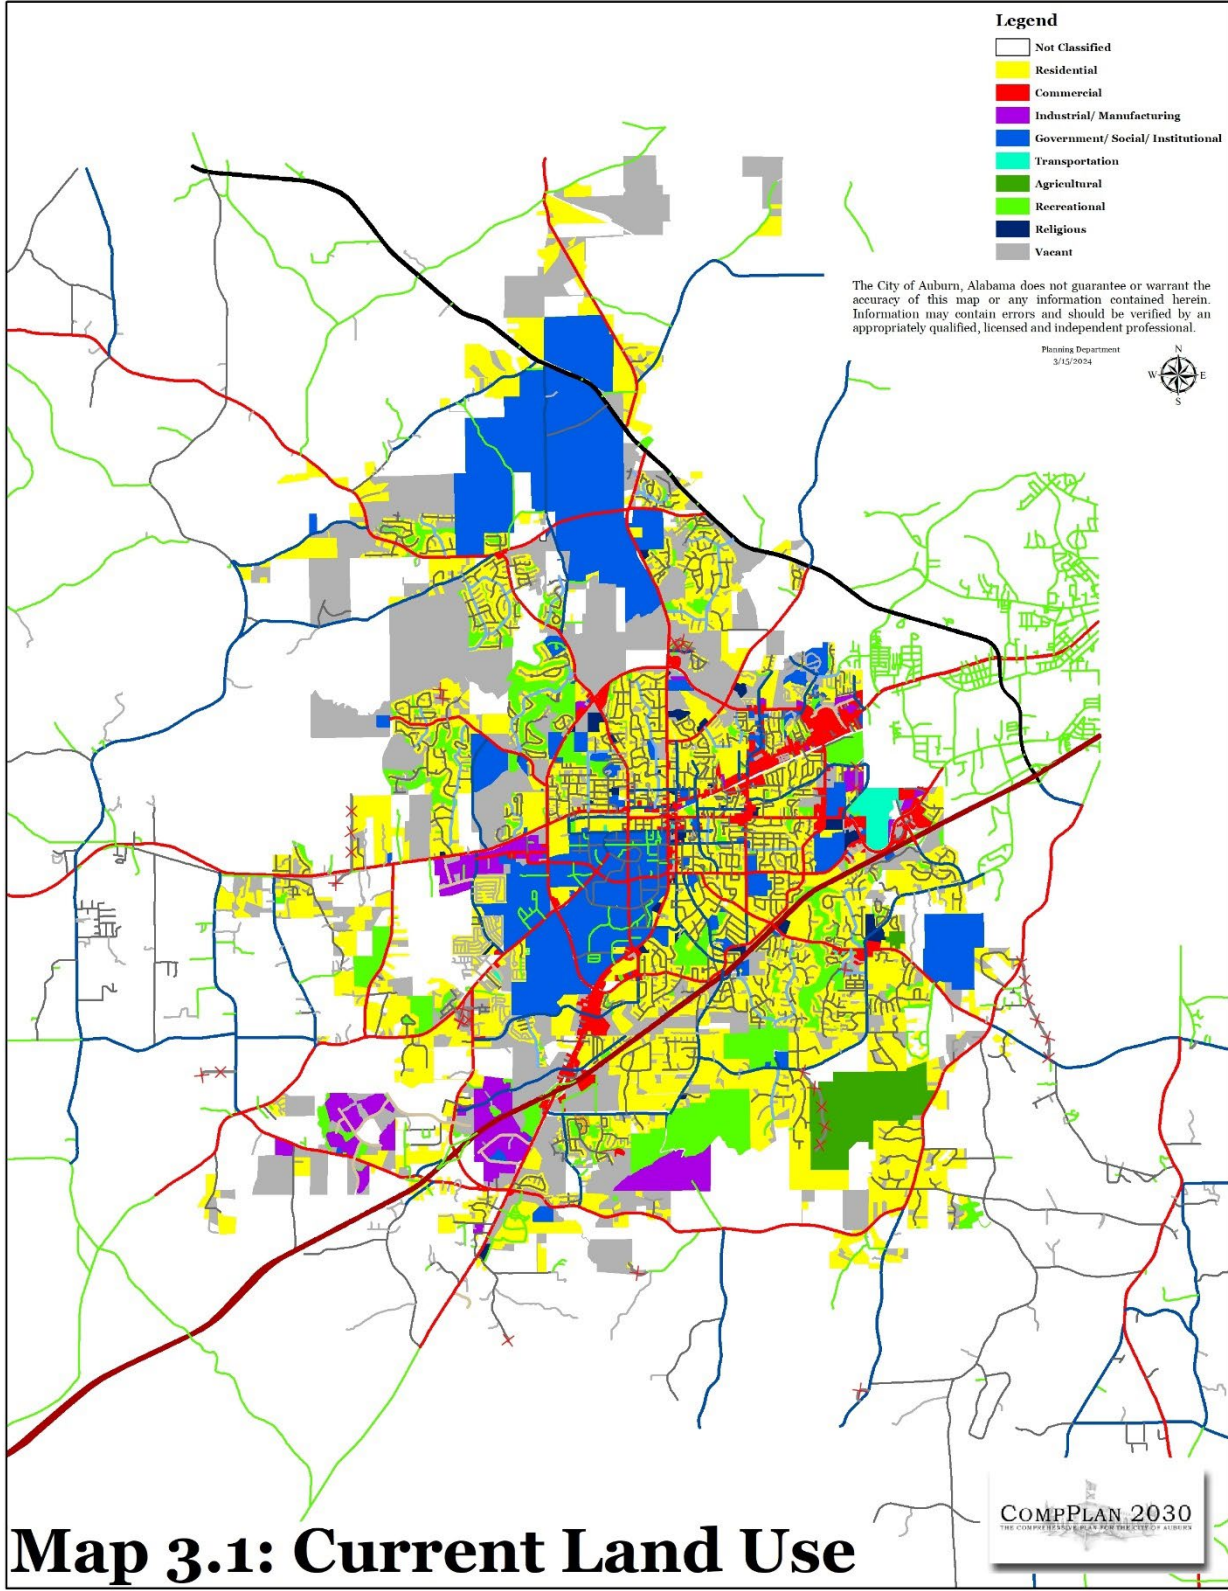 Legend
Not Classified
Residential
Commercial
Industrial/ Manufacturing
Government/ Social/ Institutional
Transportation
Agricultural
Recreational
Religious
Vacant
The City of Auburn, Alabama does not guarantee or warrant the
accuracy of this map or any information contained herein.
Information may contain errors and should be verified by an
appropriately qualified, licensed and independent professional.
Planning Department
3/15/2024
N
W E
S
COMPPLAN 2030
THE COMPREHENSIVE PLAN FOR THE CITY OF AUBURN
Map 3.1: Current Land Use